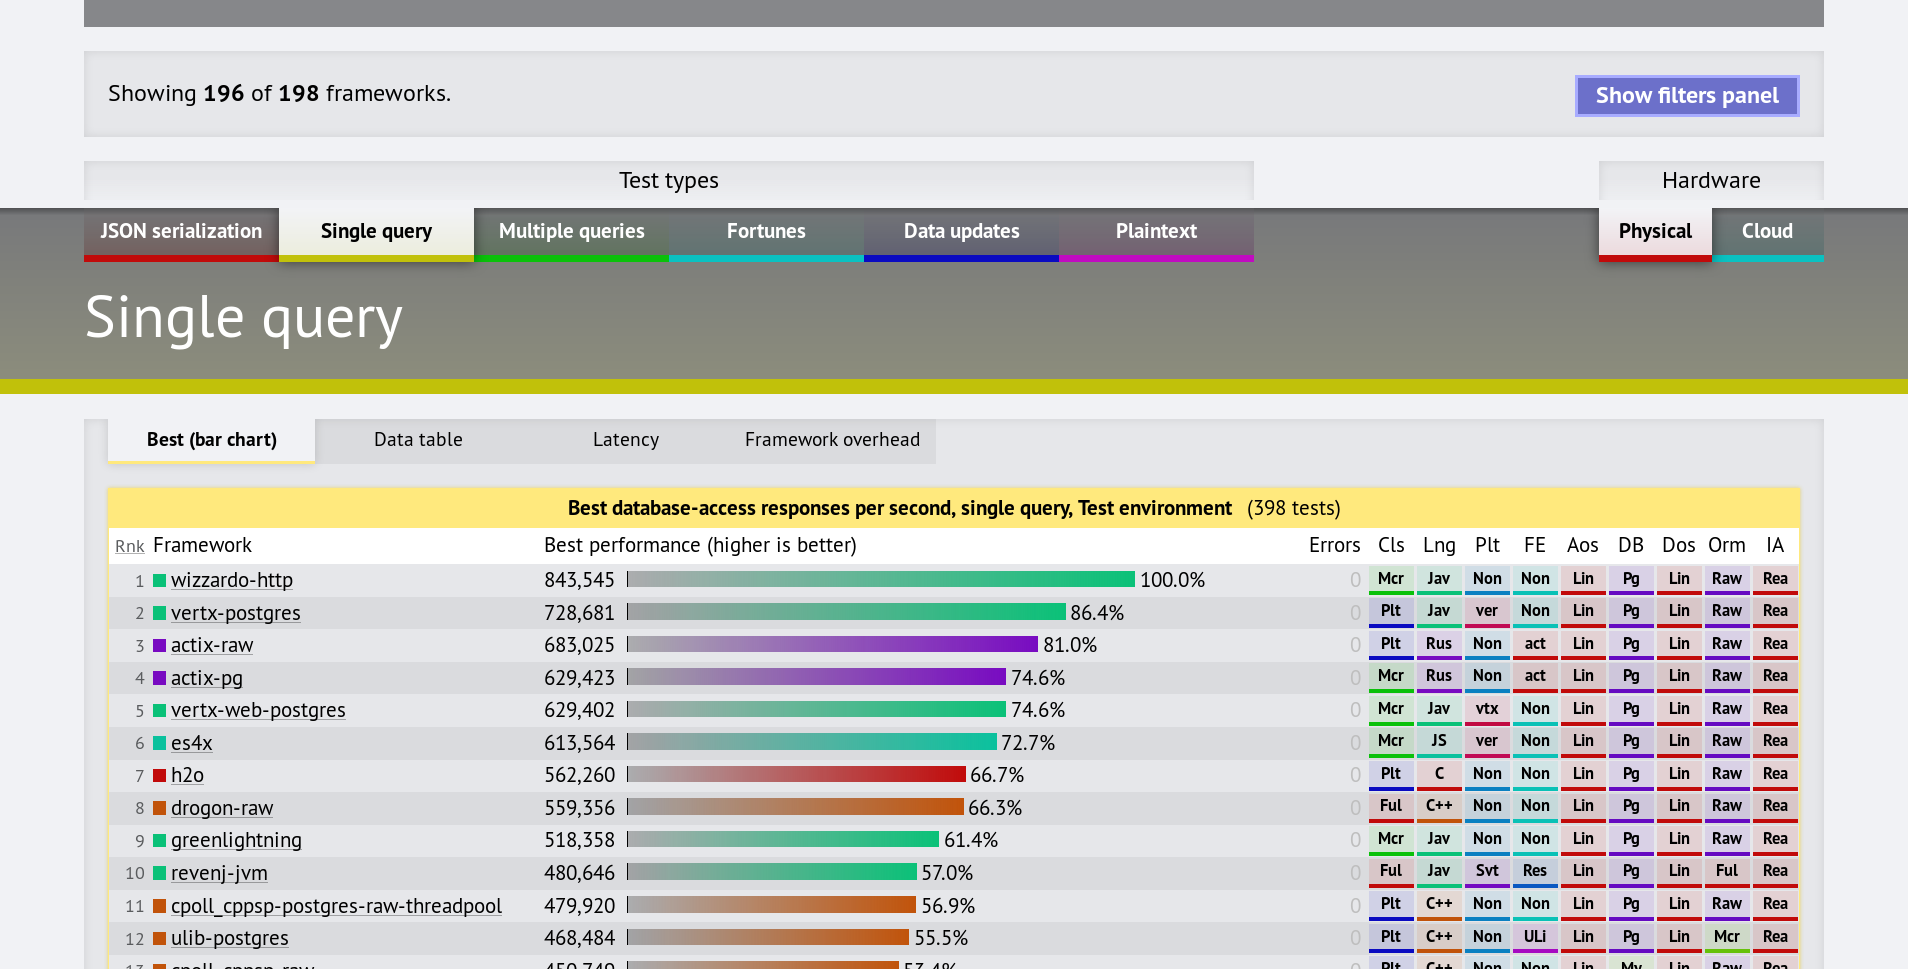 Showing 196 of 198 frameworks.
Show filters panel
Test types
Hardware
JSON serialization Single query Multiple queries Fortunes Data updates Plaintext
Physical Cloud
Single query
Best (bar chart) Data table Latency Framework overhead
Best database-access responses per second, single query, Test environment (398 tests)
Rnk Framework Best performance (higher is better) Errors Cls Lng Plt FE Aos DB Dos Orm IA
1 wizzardo-http 843,545 100.0% 0 Mcr Jav Non Non Lin Pg Lin Raw Rea
2 vertx-postgres 728,681 86.4% 0 Plt Jav ver Non Lin Pg Lin Raw Rea
3 actix-raw 683,025 81.0% 0 Plt Rus Non act Lin Pg Lin Raw Rea
4 actix-pg 629,423 74.6% 0 Mcr Rus Non act Lin Pg Lin Raw Rea
5 vertx-web-postgres 629,402 74.6% 0 Mcr Jav vtx Non Lin Pg Lin Raw Rea
6 es4x 613,564 72.7% 0 Mcr JS ver Non Lin Pg Lin Raw Rea
7 h2o 562,260 66.7% 0 Plt C Non Non Lin Pg Lin Raw Rea
8 drogon-raw 559,356 66.3% 0 Ful C++ Non Non Lin Pg Lin Raw Rea
9 greenlightning 518,358 61.4% 0 Mcr Jav Non Non Lin Pg Lin Raw Rea
10 revenj-jvm 480,646 57.0% 0 Ful Jav Svt Res Lin Pg Lin Ful Rea
11 cpoll_cppsp-postgres-raw-threadpool 479,920 56.9% 0 Plt C++ Non Non Lin Pg Lin Raw Rea
12 ulib-postgres 468,484 55.5% 0 Plt C++ Non ULi Lin Pg Lin Mcr Rea
13 cpoll_cppsp-raw 450,749 53.4% Plt C++ Non Non Lin My Lin Raw Rea